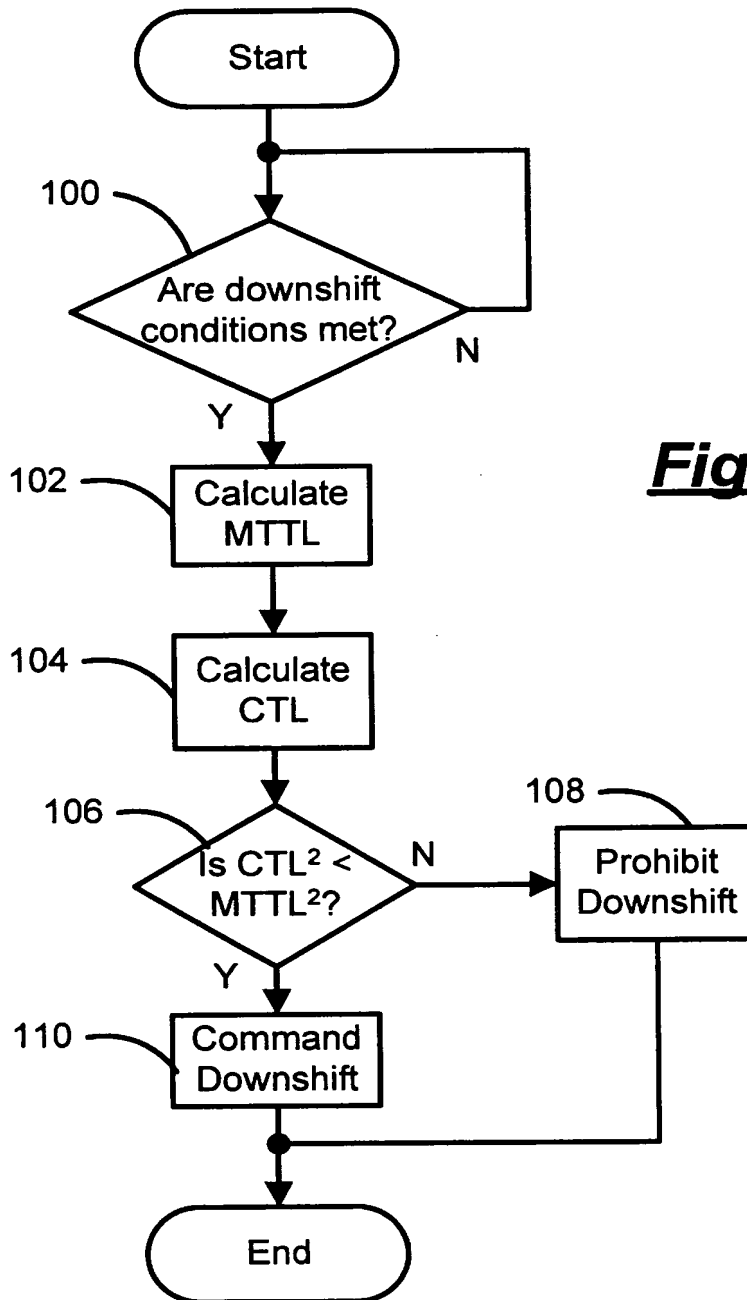 Start
100
Are downshift
conditions met?
N
Y
Fig
102
Calculate
MTTL
104
Calculate
CTL
106
Is CTL² <
MTTL²?
N
108
Prohibit
Downshift
Y
110
Command
Downshift
End